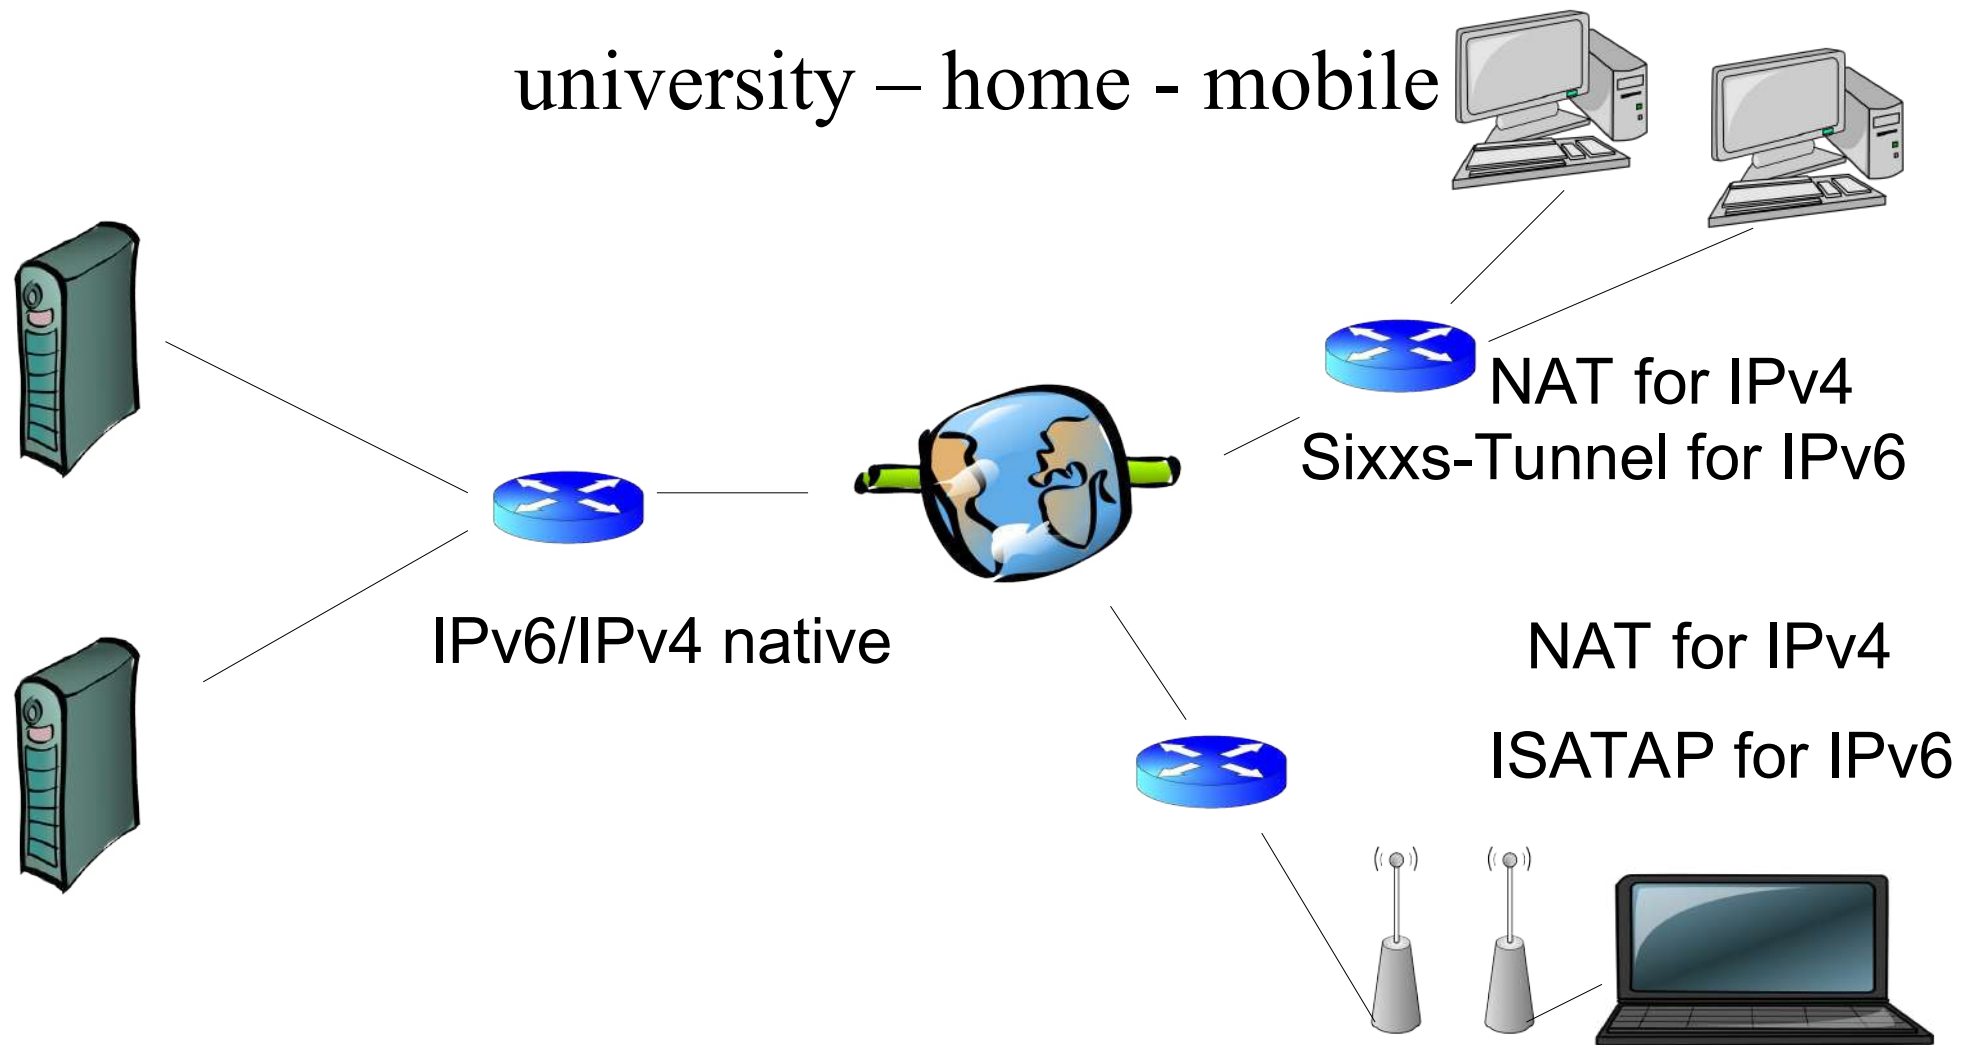 university – home - mobile
NAT for IPv4
Sixxs-Tunnel for IPv6
IPv6/IPv4 native
NAT for IPv4
ISATAP for IPv6